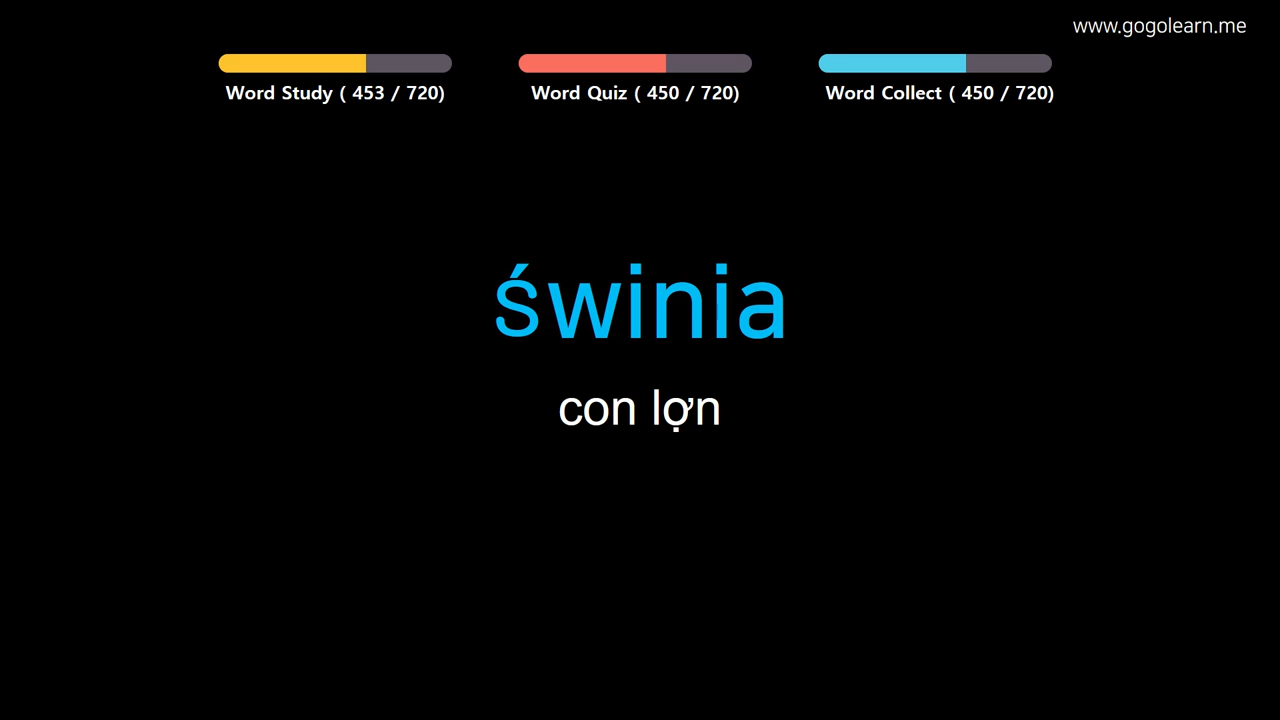 www.gogolearn.me
Word Study ( 453 / 720)
Word Quiz ( 450 / 720)
Word Collect ( 450 / 720)
świnia
con lợn